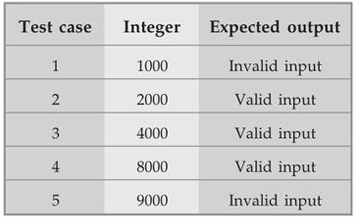 Test case Integer Expected output
1 1000 Invalid input
2 2000 Valid input
3 4000 Valid input
4 8000 Valid input
5 9000 Invalid input